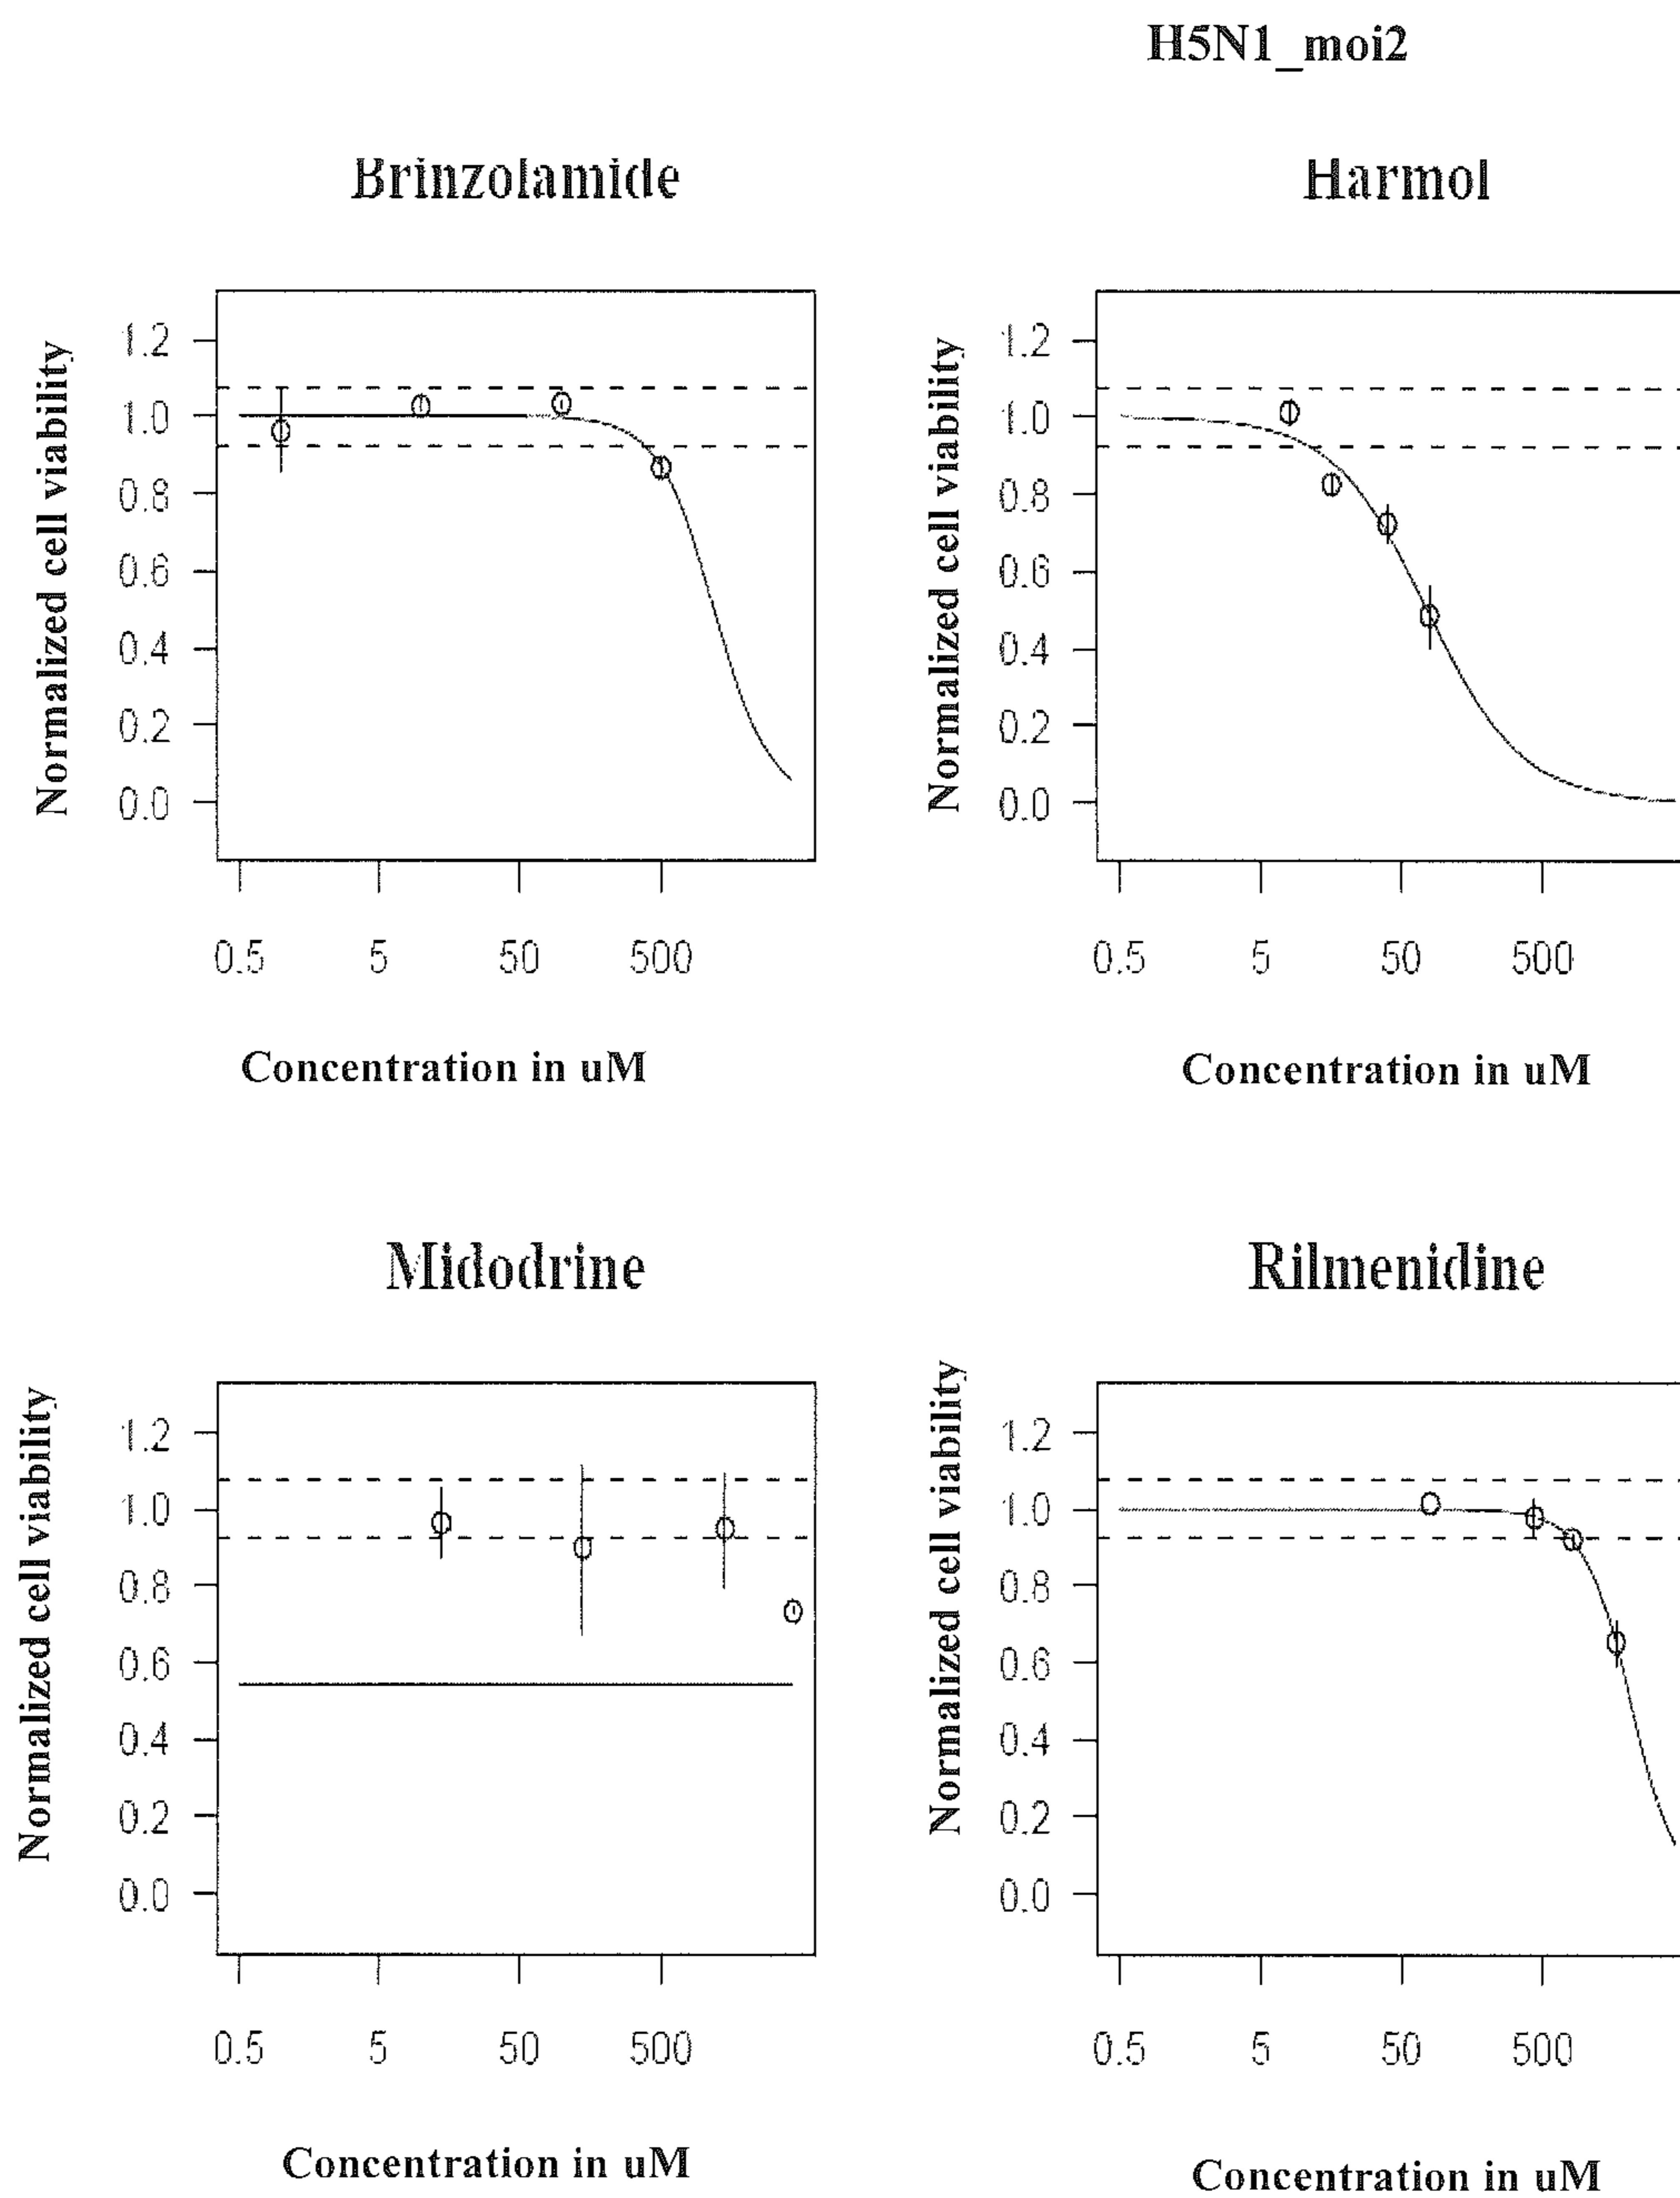 H5N1_moi2
Brinzolamide
Normalized cell viability
1.2
1.0
0.8
0.6
0.4
0.2
0.0
0.5 5 50 500
Concentration in uM
Harmol
Normalized cell viability
1.2
1.0
0.8
0.6
0.4
0.2
0.0
0.5 5 50 500
Concentration in uM
Midodrine
Normalized cell viability
1.2
1.0
0.8
0.6
0.4
0.2
0.0
0.5 5 50 500
Concentration in uM
Rilmenidine
Normalized cell viability
1.2
1.0
0.8
0.6
0.4
0.2
0.0
0.5 5 50 500
Concentration in uM